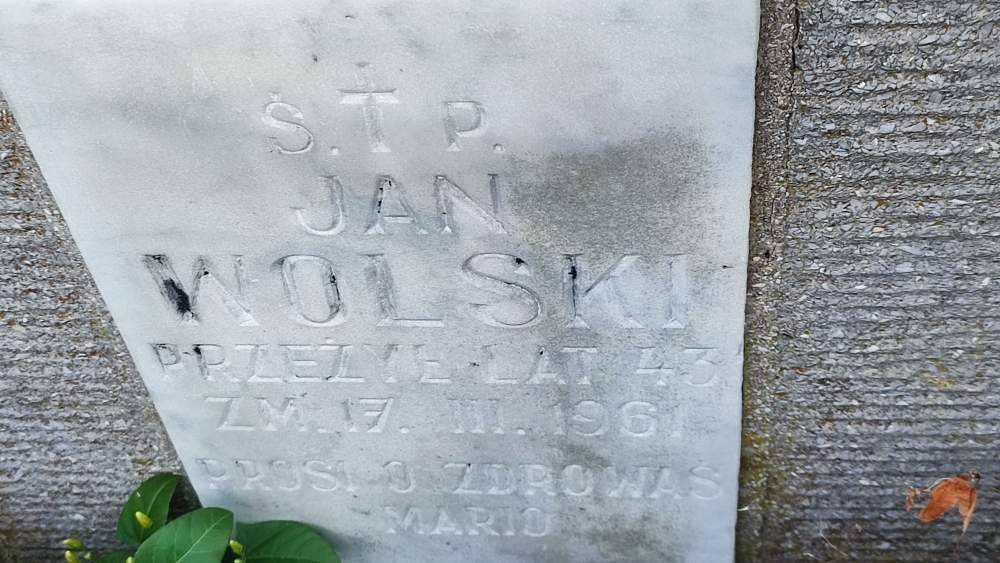 Ś. † P.
JAN
WOLSKI
PRZEŻYŁ LAT 43
ZM. 17. III. 1961
PROSI O ZDROWAŚ
MARIO